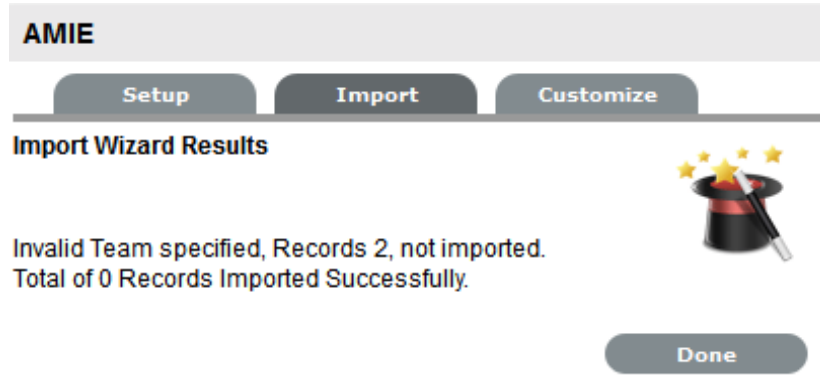 AMIE
Setup Import Customize
Import Wizard Results
Invalid Team specified, Records 2, not imported.
Total of 0 Records Imported Successfully.
Done